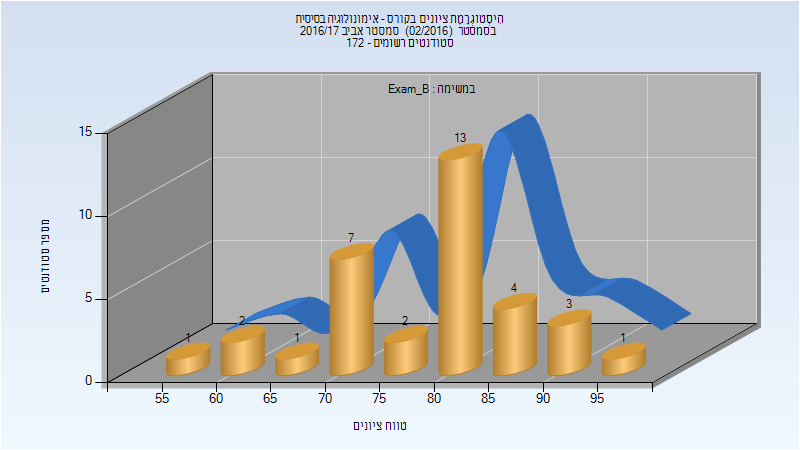 היסטוגרמת ציונים בקורס - אימונולוגיה בסיסית
בסמסטר (02/2016) סמסטר אביב 2016/17
סטודנטים רשומים - 172
במשימה : Exam_B
מספר סטודנטים
15
10
5
0
1
2
1
7
2
13
4
3
1
55 60 65 70 75 80 85 90 95
טווח ציונים